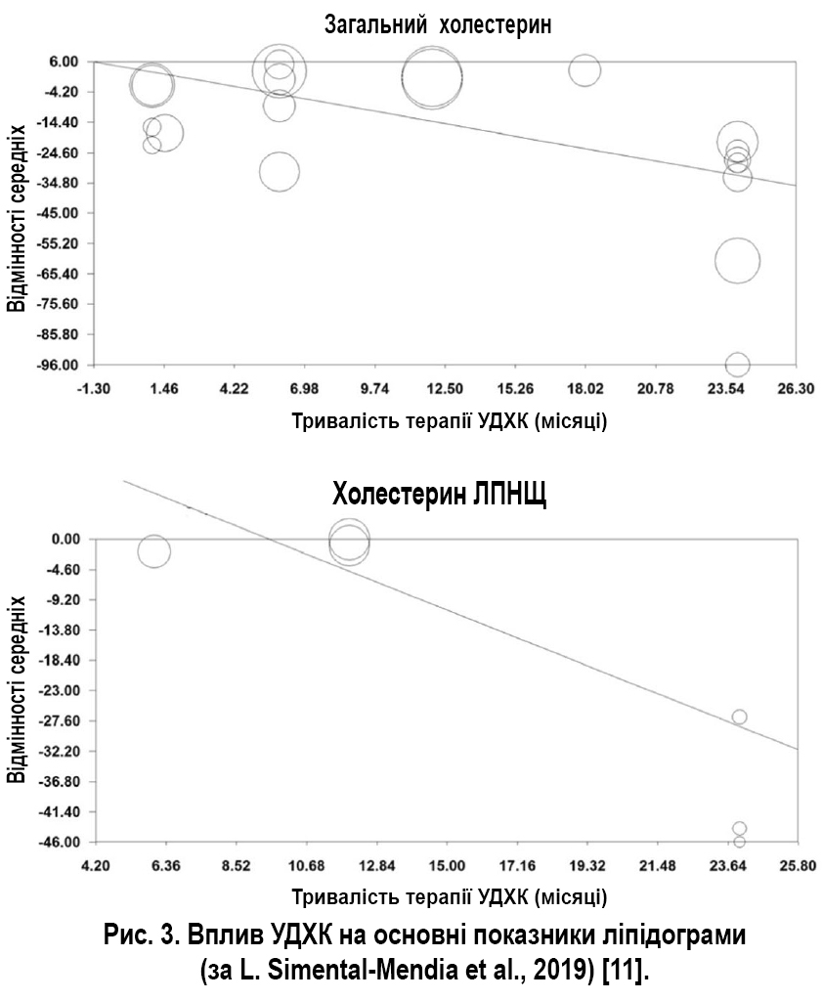 Загальний холестерин
Відмінності середніх
6.00
-4.20
-14.40
-24.60
-34.80
-45.00
-55.20
-65.40
-75.60
-85.80
-96.00
-1.30 1.46 4.22 6.98 9.74 12.50 15.26 18.02 20.78 23.54 26.30
Тривалість терапії УДХК (місяці)
Холестерин ЛПНЩ
Відмінності середніх
0.00
-4.60
-9.20
-13.80
-18.40
-23.00
-27.60
-32.20
-36.80
-41.40
-46.00
4.20 6.36 8.52 10.68 12.84 15.00 17.16 19.32 21.48 23.64 25.80
Тривалість терапії УДХК (місяці)
Рис. 3. Вплив УДХК на основні показники ліпідограми
(за L. Simental-Mendia et al., 2019) [11].